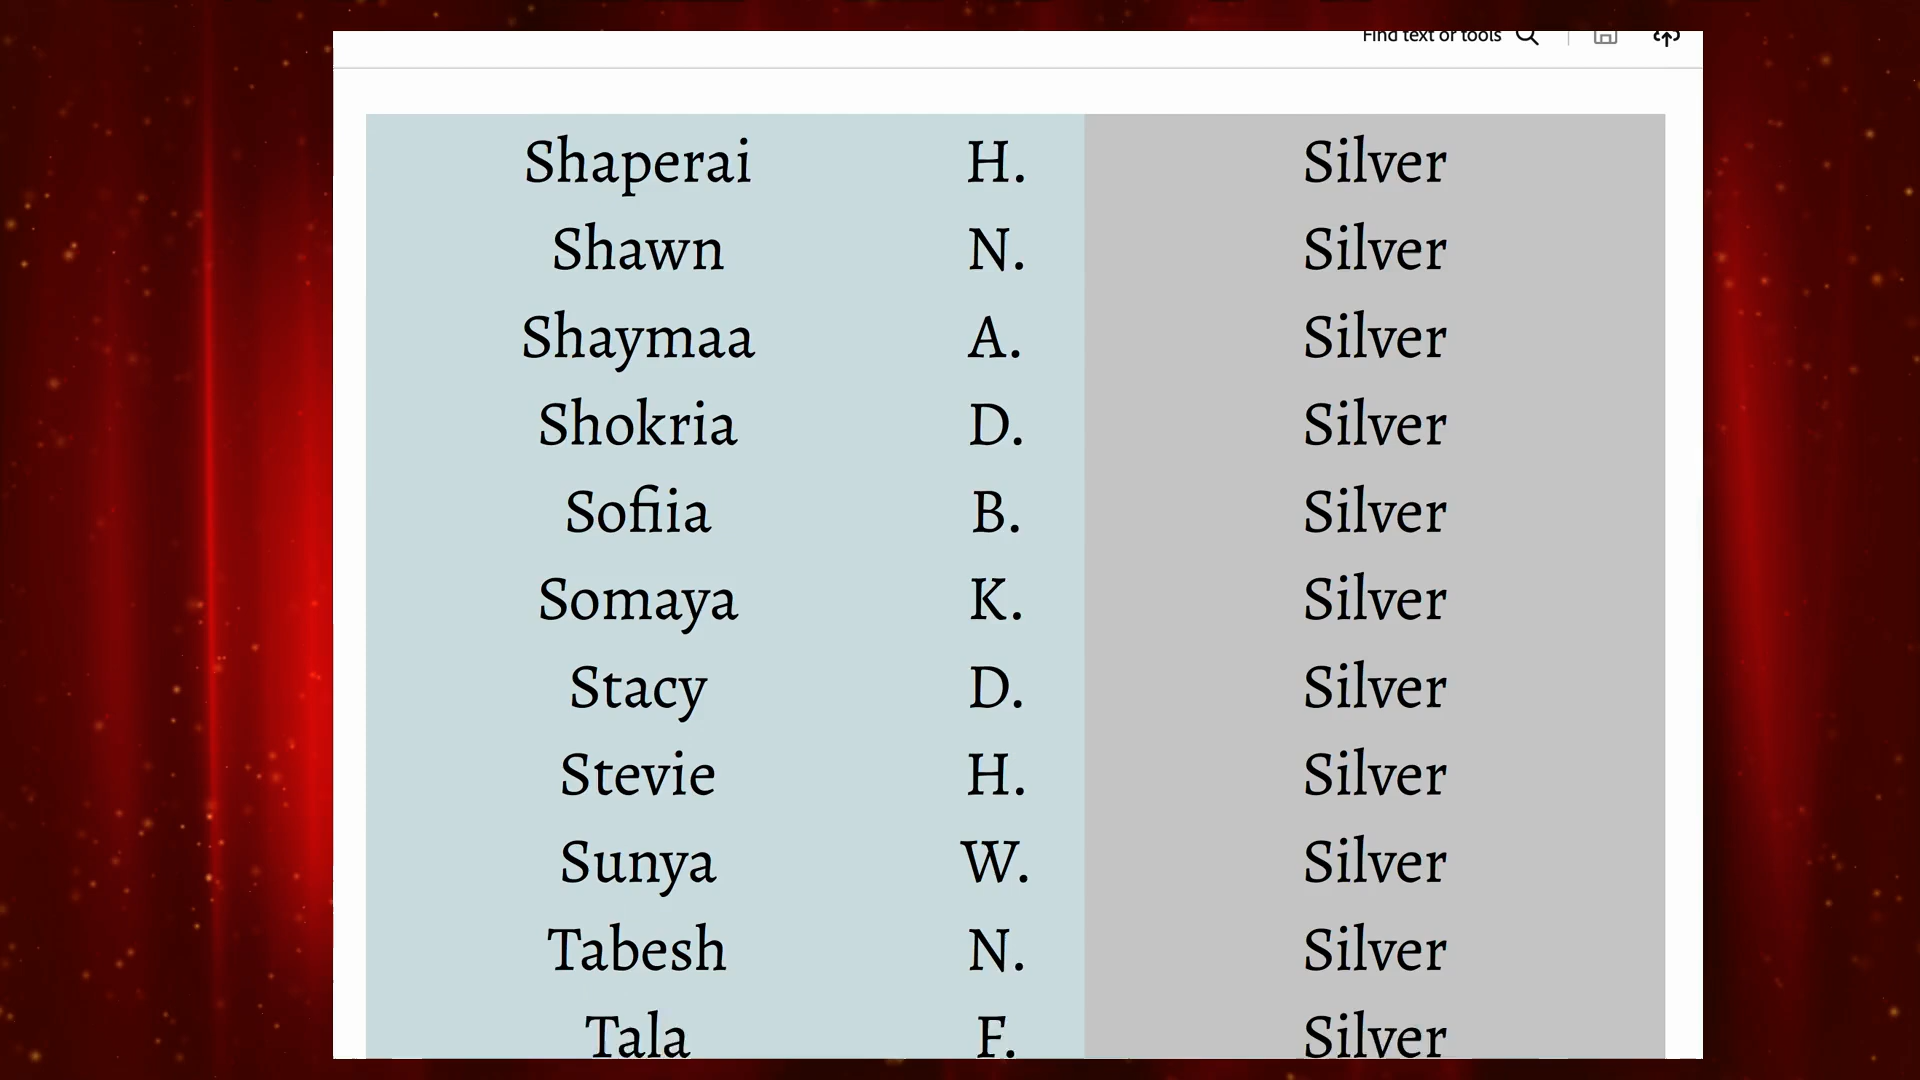 Find text or tools
Shaperai H. Silver
Shawn N. Silver
Shaymaa A. Silver
Shokria D. Silver
Sofiia B. Silver
Somaya K. Silver
Stacy D. Silver
Stevie H. Silver
Sunya W. Silver
Tabesh N. Silver
Tala F. Silver